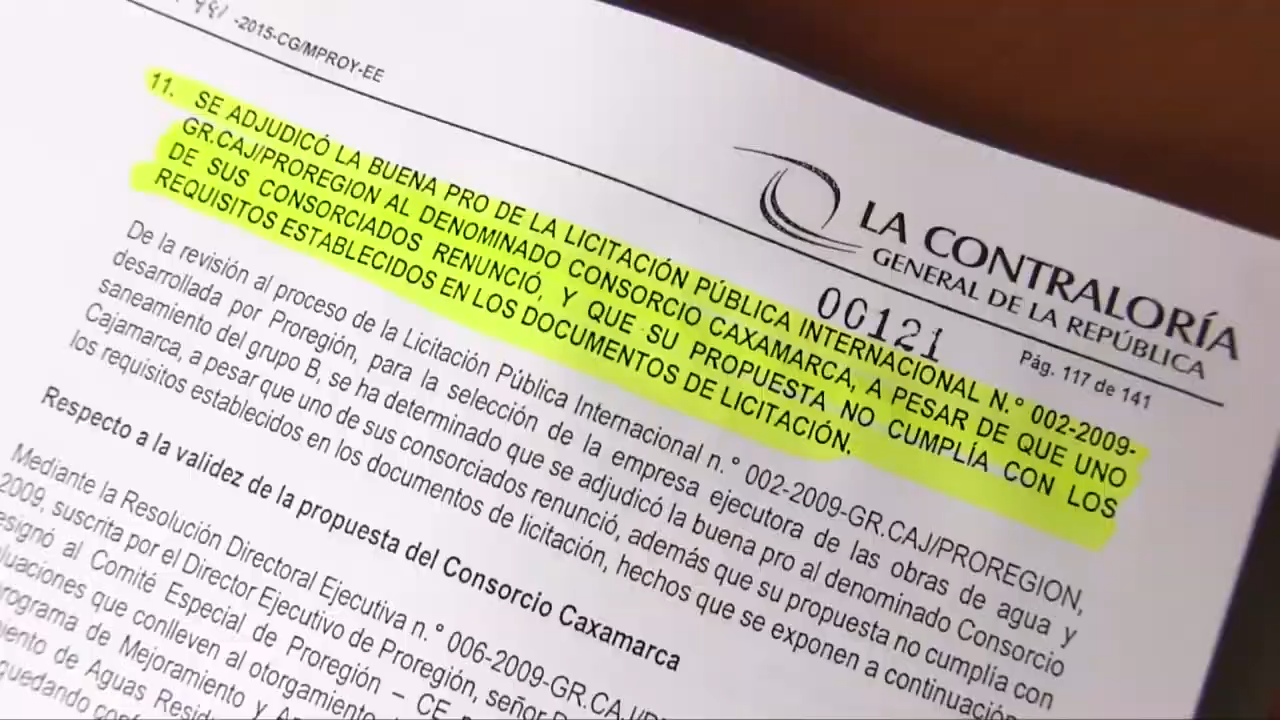 -2015-CG/MPROY-EE
LA CONTRALORÍA
GENERAL DE LA REPÚBLICA
00121
Pág. 117 de 141
11. SE ADJUDICÓ LA BUENA PRO DE LA LICITACIÓN PÚBLICA INTERNACIONAL N.° 002-2009-
GR.CAJ/PROREGION AL DENOMINADO CONSORCIO CAXAMARCA, A PESAR DE QUE UNO
DE SUS CONSORCIADOS RENUNCIÓ, Y QUE SU PROPUESTA NO CUMPLÍA CON LOS
REQUISITOS ESTABLECIDOS EN LOS DOCUMENTOS DE LICITACIÓN.
De la revisión al proceso de la Licitación Pública Internacional n.° 002-2009-GR.CAJ/PROREGION,
desarrollada por Proregión, para la selección de la empresa ejecutora de las obras de agua y
saneamiento del grupo B, se ha determinado que se adjudicó la buena pro al denominado Consorcio
Cajamarca, a pesar que uno de sus consorciados renunció, además que su propuesta no cumplía con
los requisitos establecidos en los documentos de licitación, hechos que se exponen a continuación
Respecto a la validez de la propuesta del Consorcio Caxamarca
Mediante la Resolución Directoral Ejecutiva n.° 006-2009-GR.CAJ/
2009, suscrita por el Director Ejecutivo de Proregión, señor
esignó al Comité Especial de Proregión – CE
luaciones que conlleven al otorgamiento
rograma de Mejoramiento y
iento de Aguas
quedando